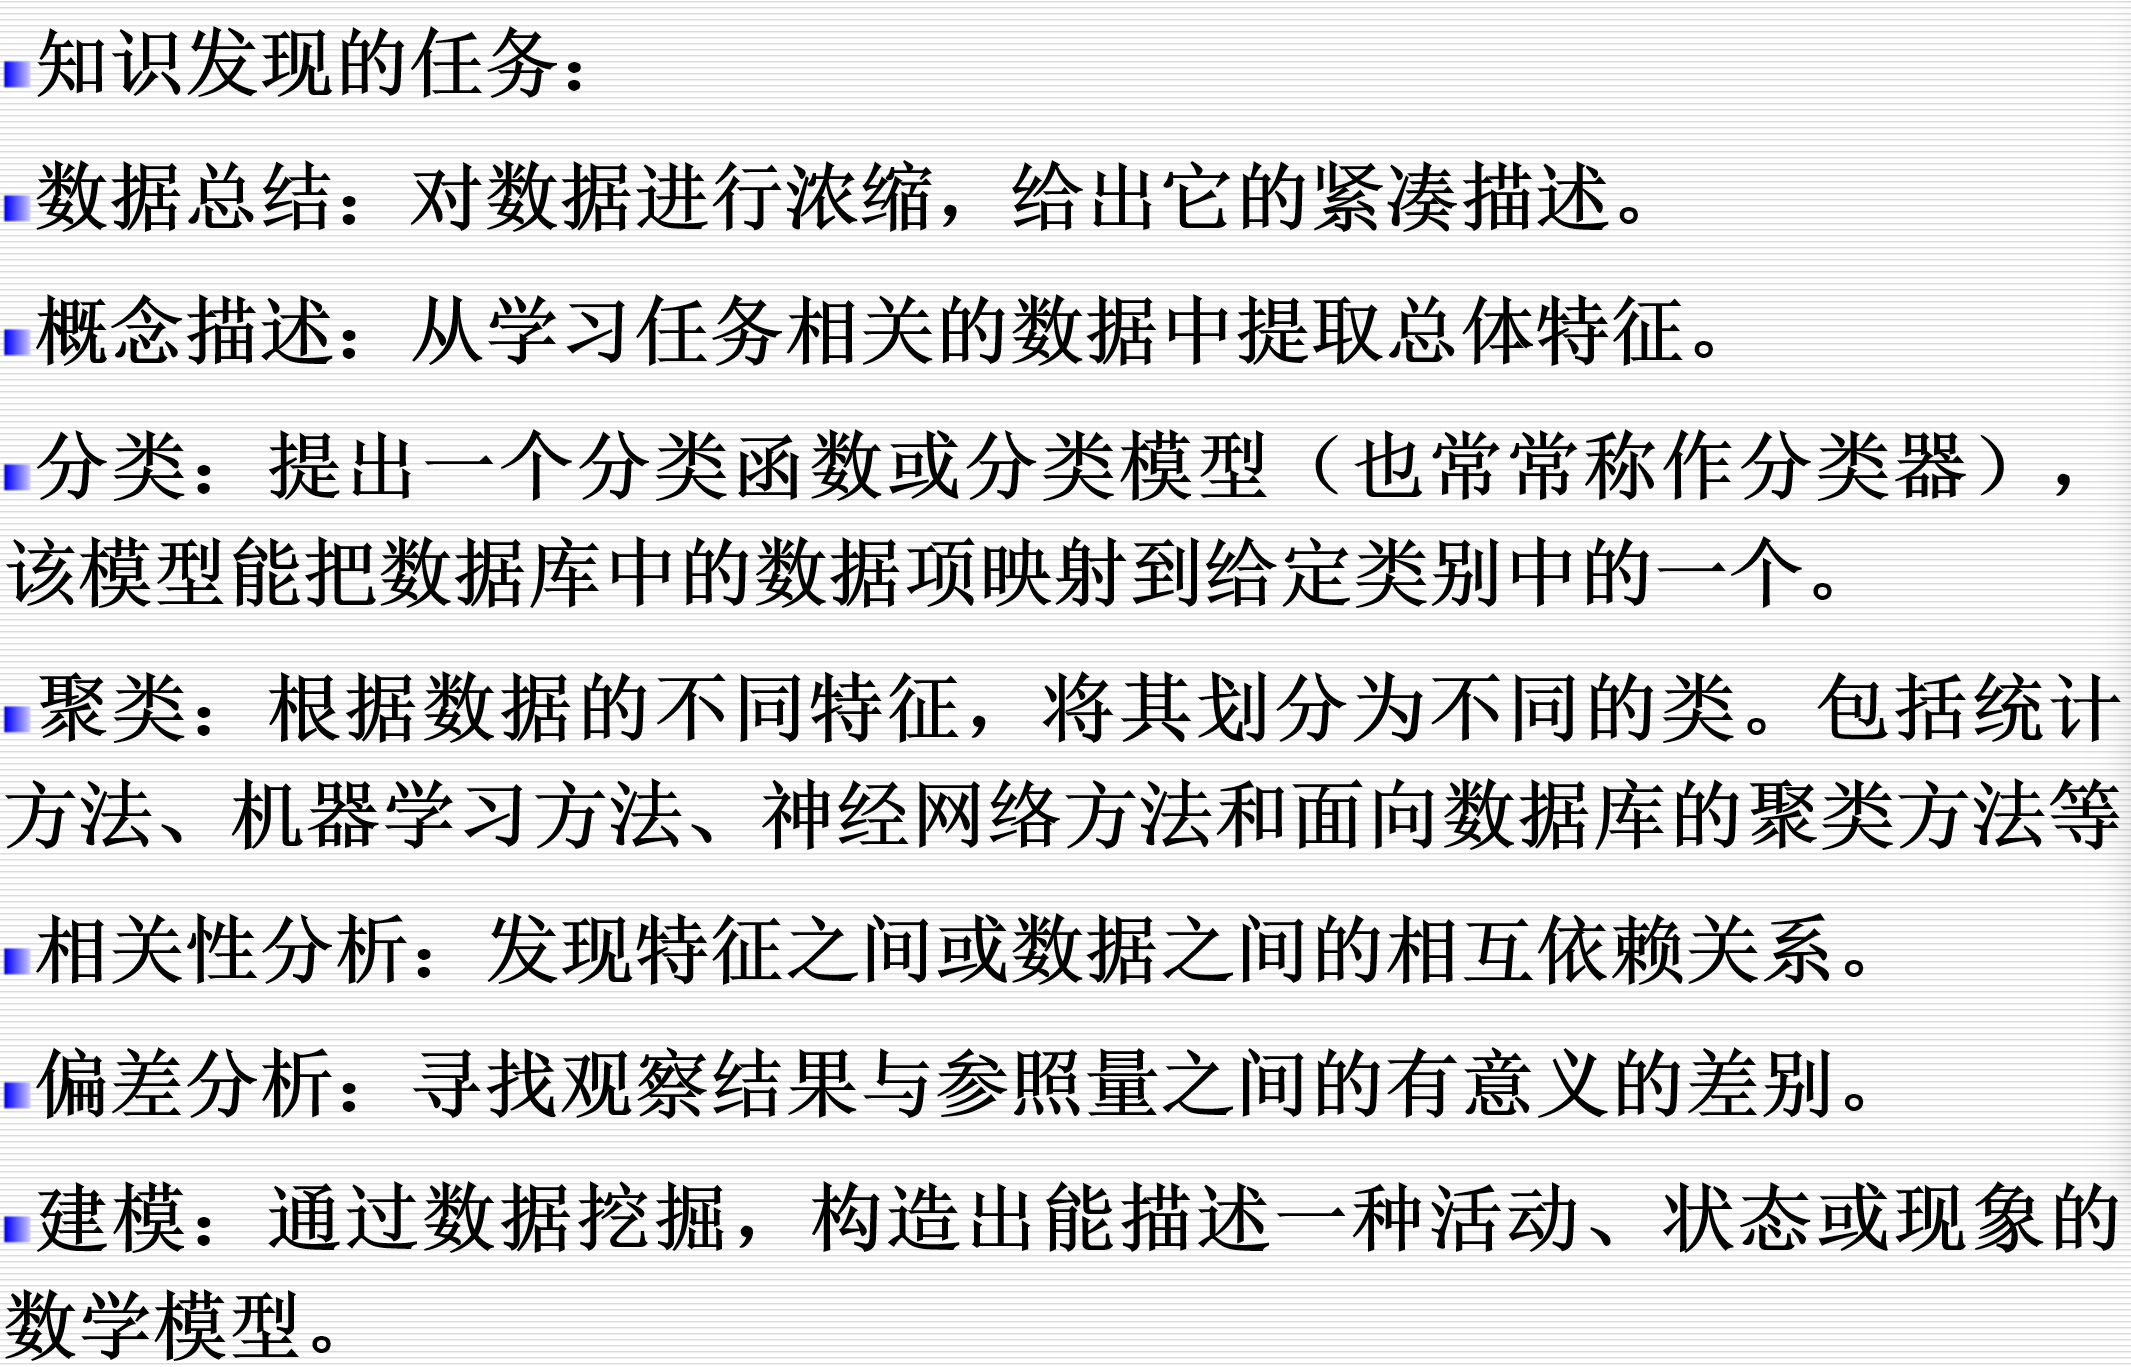 ▪知识发现的任务：
▪数据总结：对数据进行浓缩，给出它的紧凑描述。
▪概念描述：从学习任务相关的数据中提取总体特征。
▪分类：提出一个分类函数或分类模型（也常常称作分类器），
该模型能把数据库中的数据项映射到给定类别中的一个。
▪聚类：根据数据的不同特征，将其划分为不同的类。包括统计
方法、机器学习方法、神经网络方法和面向数据库的聚类方法等
▪相关性分析：发现特征之间或数据之间的相互依赖关系。
▪偏差分析：寻找观察结果与参照量之间的有意义的差别。
▪建模：通过数据挖掘，构造出能描述一种活动、状态或现象的
数学模型。